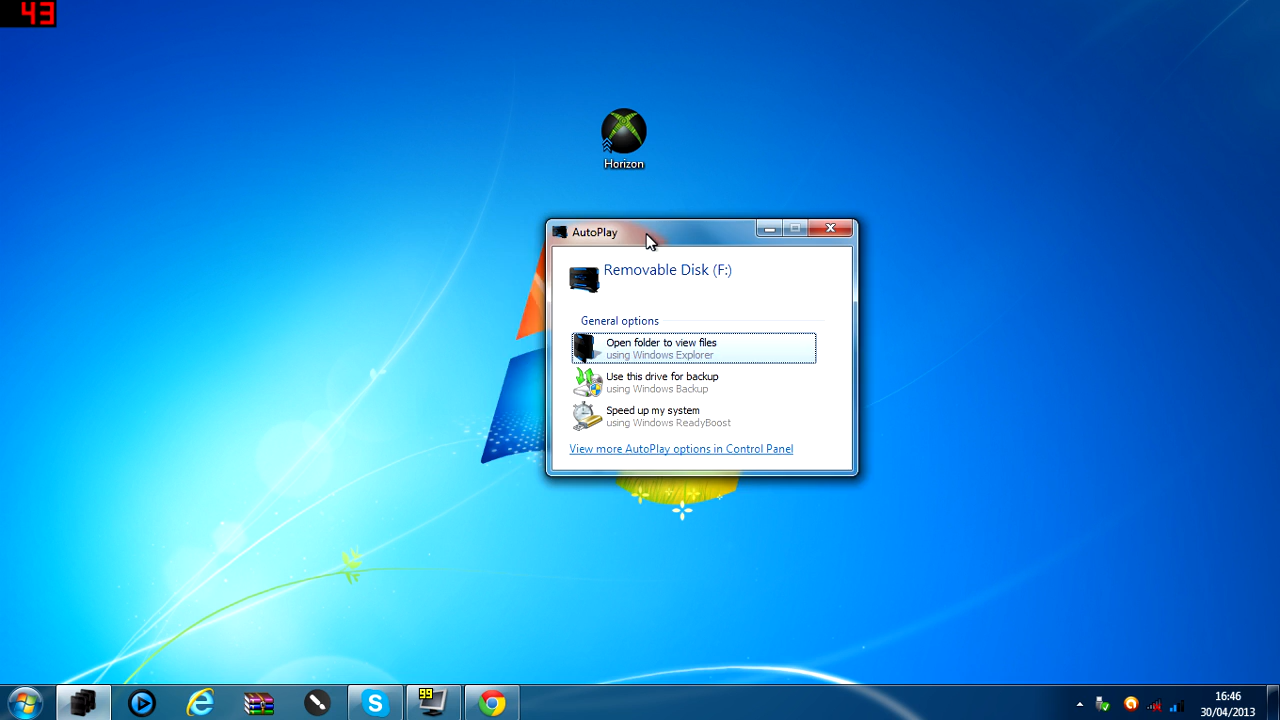 43
Horizon
AutoPlay
Removable Disk (F:)
General options
Open folder to view files
using Windows Explorer
Use this drive for backup
using Windows Backup
Speed up my system
using Windows ReadyBoost
View more AutoPlay options in Control Panel
99
16:46
30/04/2013